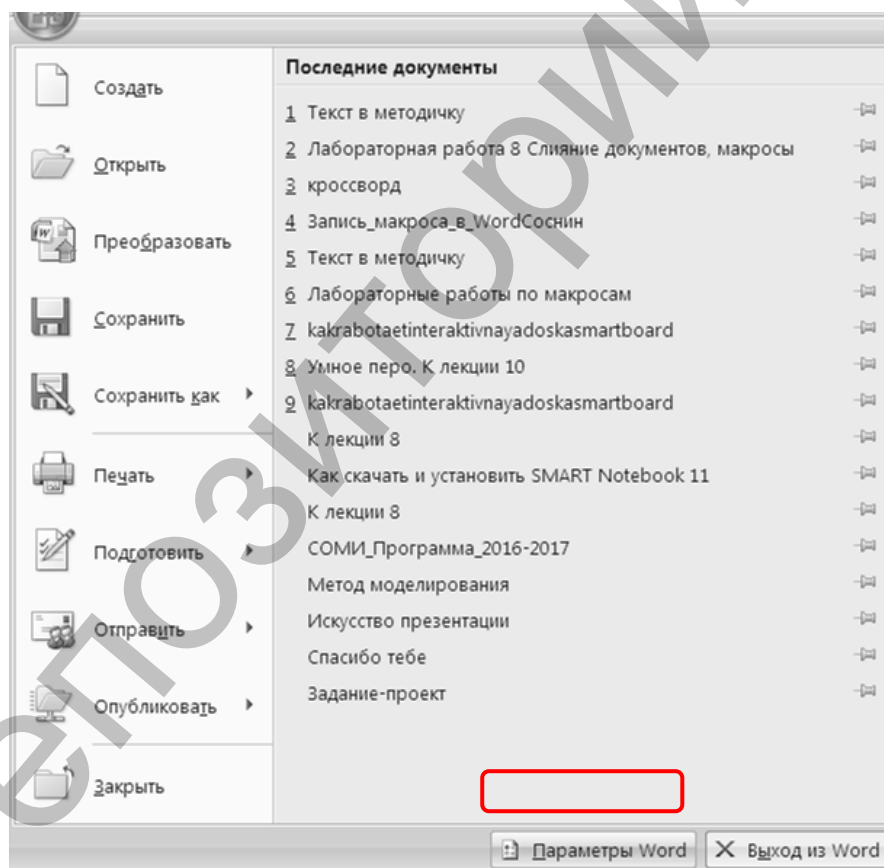 Создать
Открыть
Преобразовать
Сохранить
Сохранить как
Печать
Подготовить
Отправить
Опубликовать
Закрыть
Последние документы
1 Текст в методичку
2 Лабораторная работа 8 Слияние документов, макросы
3 кроссворд
4 Запись_макроса_в_WordСоснин
5 Текст в методичку
6 Лабораторные работы по макросам
7 kakrabotaetinteraktivnayadoskasmartboard
8 Умное перо. К лекции 10
9 kakrabotaetinteraktivnayadoskasmartboard
К лекции 8
Как скачать и установить SMART Notebook 11
К лекции 8
СОМИ_Программа_2016-2017
Метод моделирования
Искусство презентации
Спасибо тебе
Задание-проект
Параметры Word
Выход из Word
епозитори